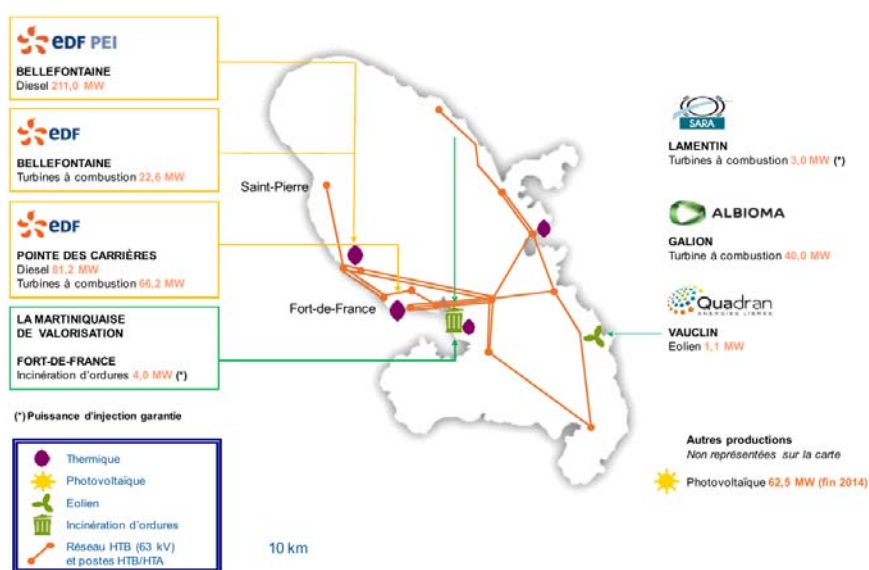 eDF PEI
BELLEFONTAINE
Diesel 211,0 MW
eDF
BELLEFONTAINE
Turbines à combustion 22,6 MW
eDF
POINTE DES CARRIÈRES
Diesel 81,2 MW
Turbines à combustion 66,2 MW
LA MARTINIQUAISE
DE VALORISATION
FORT-DE-FRANCE
Incinération d'ordures 4,0 MW (*)
(*) Puissance d'injection garantie
Thermique
Photovoltaïque
Eolien
Incinération d'ordures
Réseau HTB (63 kV)
et postes HTB/HTA
Saint-Pierre
Fort-de-France
10 km
SARA
LAMENTIN
Turbines à combustion 3,0 MW (*)
ALBIOMA
GALION
Turbine à combustion 40,0 MW
Quadran
ENERGIES LIBRES
VAUCLIN
Eolien 1,1 MW
Autres productions
Non représentées sur la carte
Photovoltaïque 62,5 MW (fin 2014)